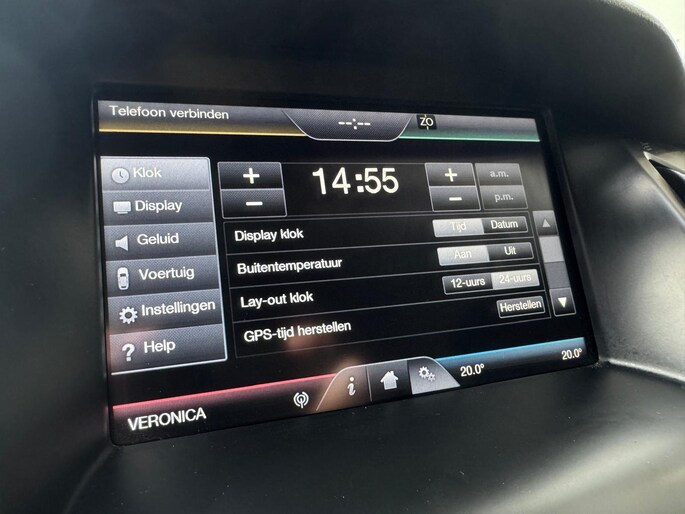 Telefoon verbinden
--:-- ZO
Klok
Display
Geluid
Voertuig
Instellingen
? Help
+ 14:55 + a.m.
− − p.m.
Display klok Tijd Datum
Buitentemperatuur Aan Uit
Lay-out klok 12-uurs 24-uurs
GPS-tijd herstellen Herstellen
VERONICA i 20.0° 20.0°